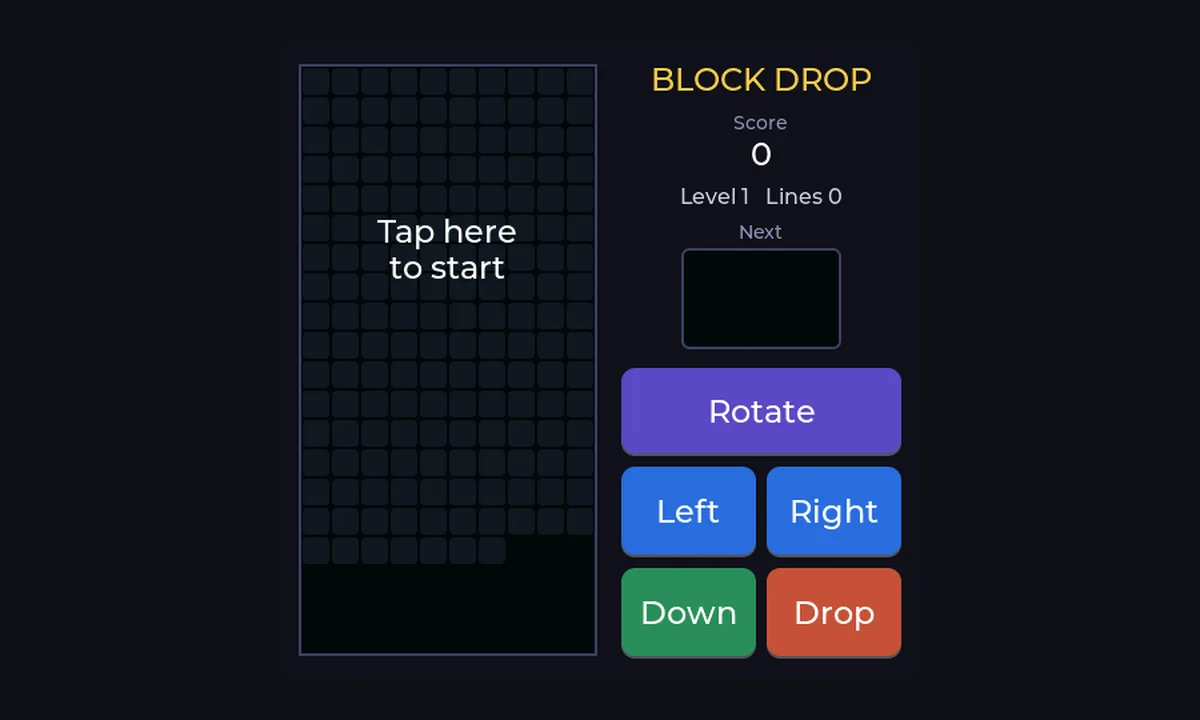 Tap here
to start
BLOCK DROP
Score
0
Level 1 Lines 0
Next
Rotate
Left Right
Down Drop